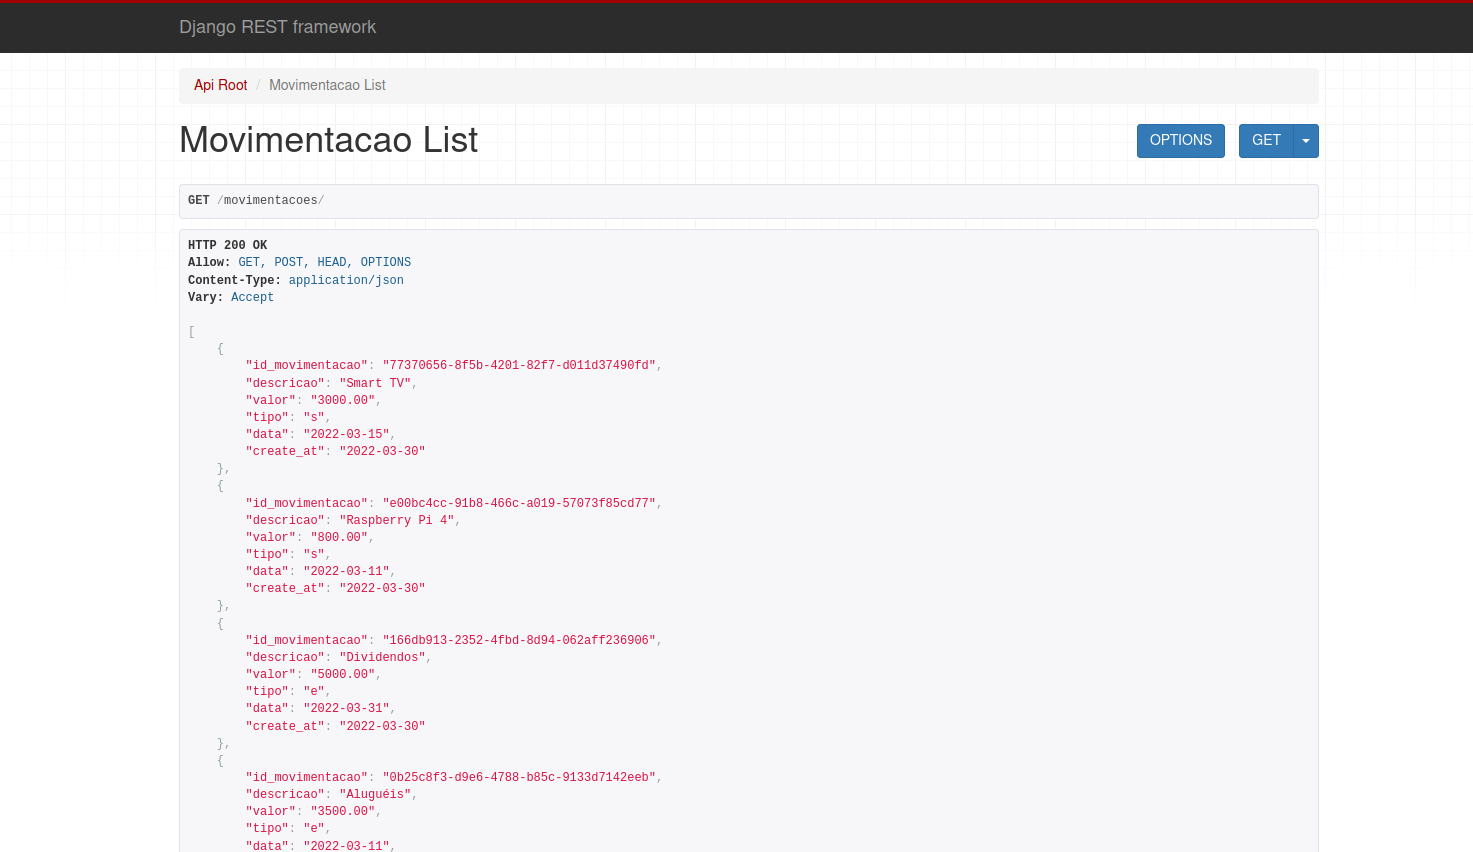 Django REST framework
Api Root / Movimentacao List
Movimentacao List
OPTIONS GET
GET /movimentacoes/
HTTP 200 OK
Allow: GET, POST, HEAD, OPTIONS
Content-Type: application/json
Vary: Accept
[
    {
        "id_movimentacao": "77370656-8f5b-4201-82f7-d011d37490fd",
        "descricao": "Smart TV",
        "valor": "3000.00",
        "tipo": "s",
        "data": "2022-03-15",
        "create_at": "2022-03-30"
    },
    {
        "id_movimentacao": "e00bc4cc-91b8-466c-a019-57073f85cd77",
        "descricao": "Raspberry Pi 4",
        "valor": "800.00",
        "tipo": "s",
        "data": "2022-03-11",
        "create_at": "2022-03-30"
    },
    {
        "id_movimentacao": "166db913-2352-4fbd-8d94-062aff236906",
        "descricao": "Dividendos",
        "valor": "5000.00",
        "tipo": "e",
        "data": "2022-03-31",
        "create_at": "2022-03-30"
    },
    {
        "id_movimentacao": "0b25c8f3-d9e6-4788-b85c-9133d7142eeb",
        "descricao": "Aluguéis",
        "valor": "3500.00",
        "tipo": "e",
        "data": "2022-03-11",